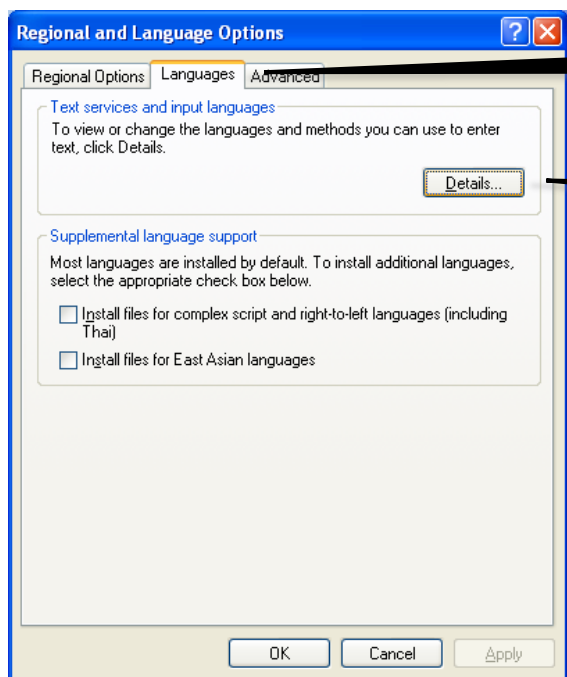 Regional and Language Options
Regional Options Languages Advanced
Text services and input languages
To view or change the languages and methods you can use to enter
text, click Details.
Details...
Supplemental language support
Most languages are installed by default. To install additional languages,
select the appropriate check box below.
Install files for complex script and right-to-left languages (including
Thai)
Install files for East Asian languages
OK Cancel Apply